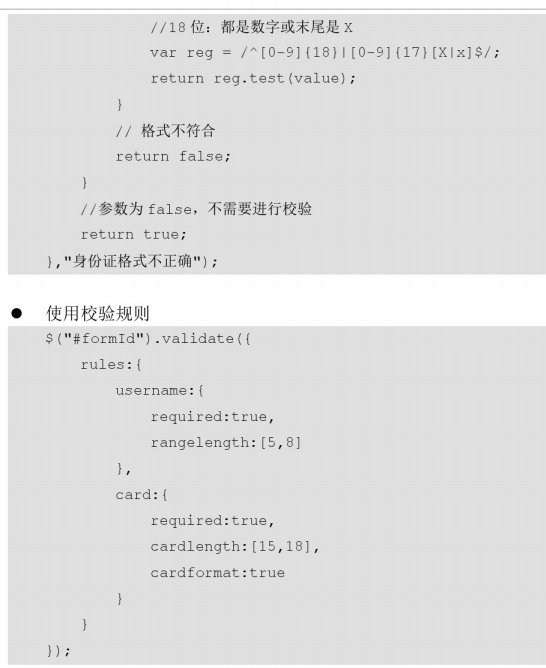 //18 位：都是数字或末尾是 X
var reg = /^[0-9]{18}|[0-9]{17}[X|x]$/;
return reg.test(value);
}
// 格式不符合
return false;
}
//参数为 false，不需要进行校验
return true;
},"身份证格式不正确");
● 使用校验规则
$("#formId").validate({
rules:{
username:{
required:true,
rangelength:[5,8]
},
card:{
required:true,
cardlength:[15,18],
cardformat:true
}
}
});